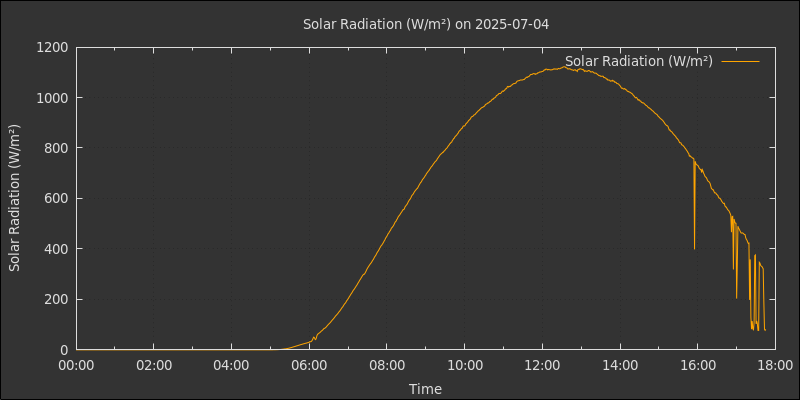 Solar Radiation (W/m²) on 2025-07-04
Solar Radiation (W/m²)
1200
1000
800
600
400
200
0
Solar Radiation (W/m²)
00:00 02:00 04:00 06:00 08:00 10:00 12:00 14:00 16:00 18:00
Time